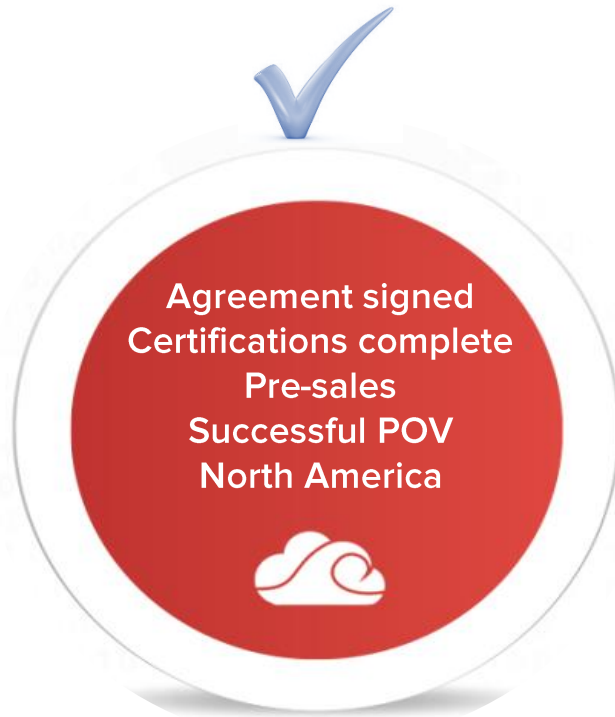 Agreement signed
Certifications complete
Pre-sales
Successful POV
North America